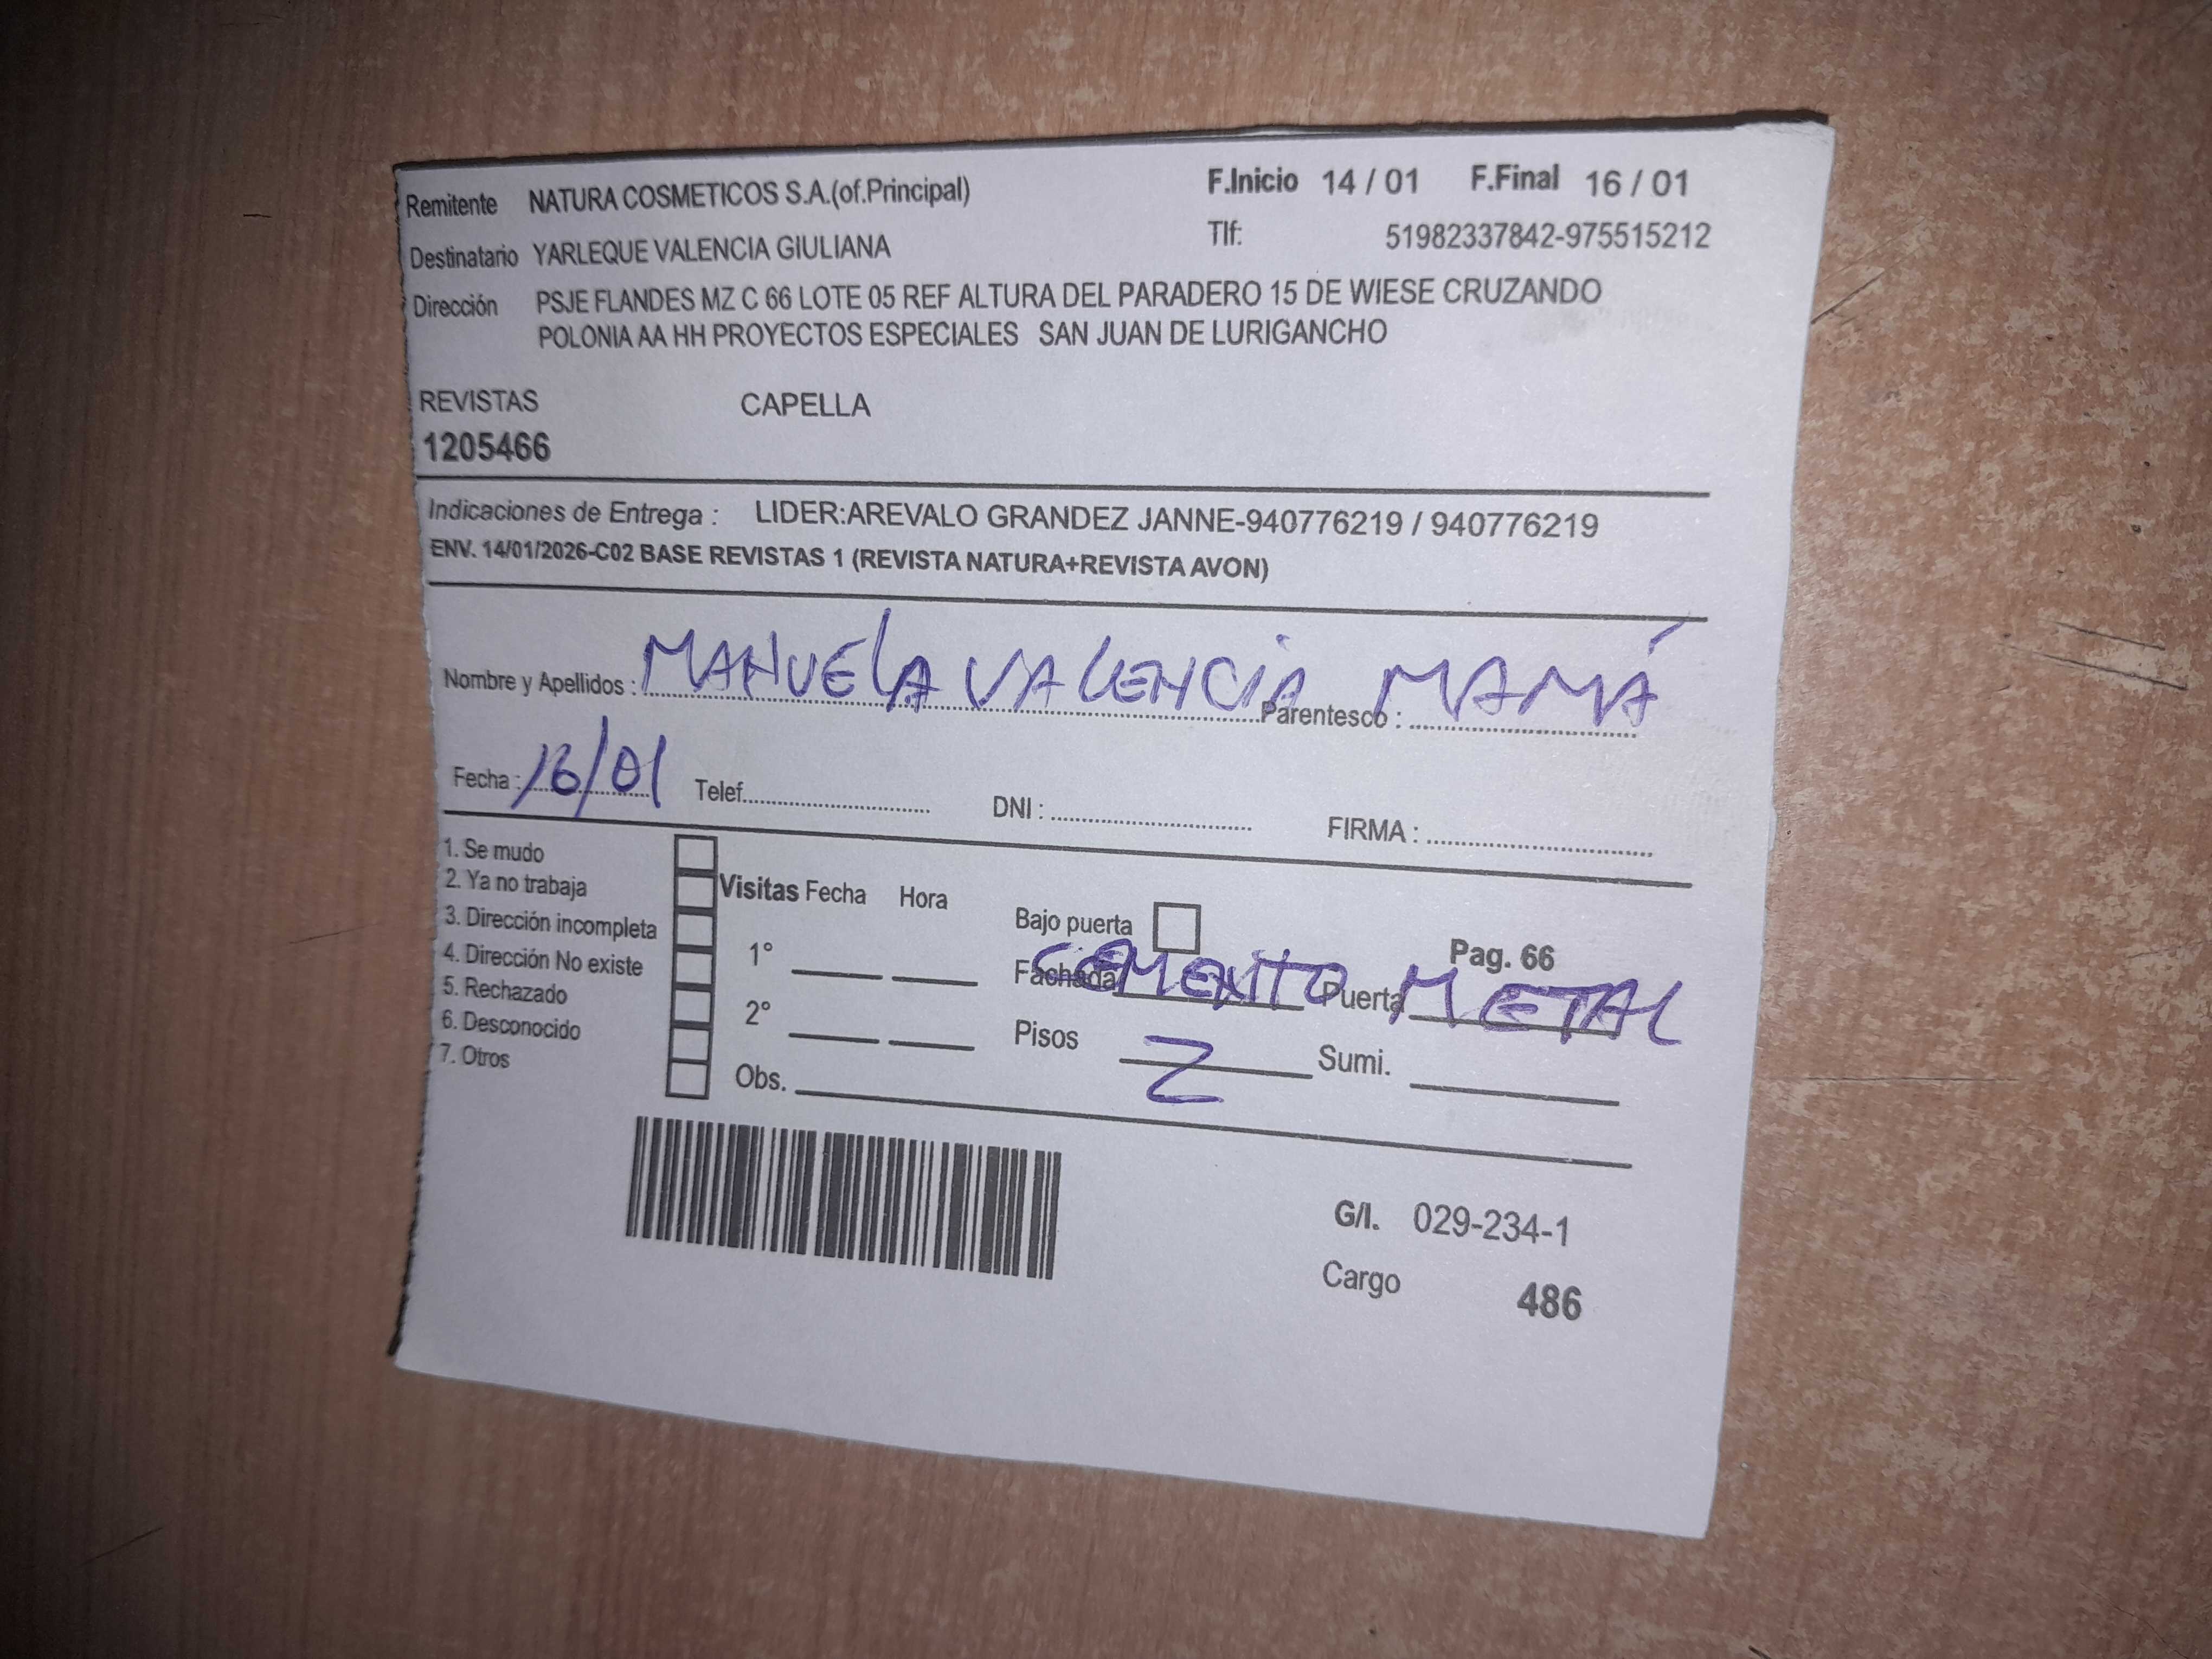 Remitente NATURA COSMETICOS S.A.(of.Principal) F.Inicio 14 / 01 F.Final 16 / 01
Destinatario YARLEQUE VALENCIA GIULIANA Tlf: 51982337842-975515212
Dirección PSJE FLANDES MZ C 66 LOTE 05 REF ALTURA DEL PARADERO 15 DE WIESE CRUZANDO
POLONIA AA HH PROYECTOS ESPECIALES SAN JUAN DE LURIGANCHO
REVISTAS CAPELLA
1205466
Indicaciones de Entrega : LIDER:AREVALO GRANDEZ JANNE-940776219 / 940776219
ENV. 14/01/2026-C02 BASE REVISTAS 1 (REVISTA NATURA+REVISTA AVON)
Nombre y Apellidos : MANUELA VALENCIA Parentesco : MAMÁ
Fecha : 16/01 Telef. DNI : FIRMA :
1. Se mudo
2. Ya no trabaja
3. Dirección incompleta
4. Dirección No existe
5. Rechazado
6. Desconocido
7. Otros
Visitas Fecha Hora
1°
2°
Obs.
Bajo puerta Pag. 66
Fachada CEMENTO Puerta METAL
Pisos 2 Sumi.
G/I. 029-234-1
Cargo 486